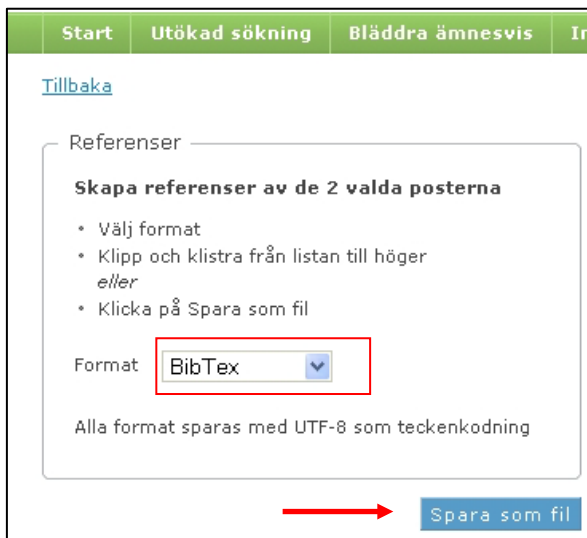 Start Utökad sökning Bläddra ämnesvis
Tillbaka
Referenser
Skapa referenser av de 2 valda posterna
• Välj format
• Klipp och klistra från listan till höger
eller
• Klicka på Spara som fil
Format BibTex
Alla format sparas med UTF-8 som teckenkodning
Spara som fil